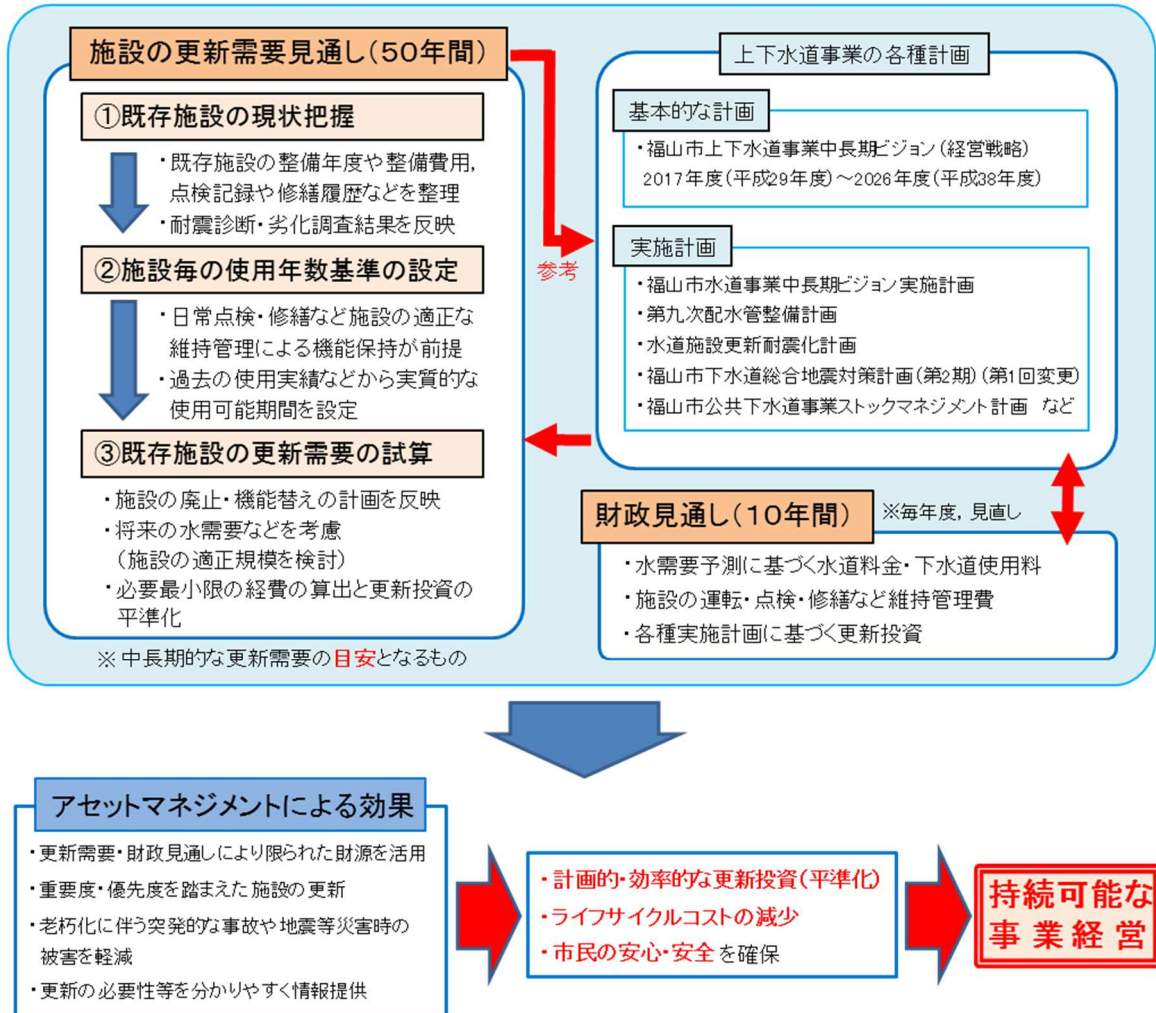 施設の更新需要見通し(50年間)
①既存施設の現状把握
・既存施設の整備年度や整備費用,
点検記録や修繕履歴などを整理
・耐震診断・劣化調査結果を反映
②施設毎の使用年数基準の設定
・日常点検・修繕など施設の適正な
維持管理による機能保持が前提
・過去の使用実績などから実質的な
使用可能期間を設定
③既存施設の更新需要の試算
・施設の廃止・機能替えの計画を反映
・将来の水需要などを考慮
(施設の適正規模を検討)
・必要最小限の経費の算出と更新投資の
平準化
※中長期的な更新需要の目安となるもの
参考
上下水道事業の各種計画
基本的な計画
・福山市上下水道事業中長期ビジョン(経営戦略)
2017年度(平成29年度)～2026年度(平成38年度)
実施計画
・福山市水道事業中長期ビジョン実施計画
・第九次配水管整備計画
・水道施設更新耐震化計画
・福山市下水道総合地震対策計画(第2期)(第1回変更)
・福山市公共下水道事業ストックマネジメント計画 など
財政見通し(10年間)
※毎年度,見直し
・水需要予測に基づく水道料金・下水道使用料
・施設の運転・点検・修繕など維持管理費
・各種実施計画に基づく更新投資
アセットマネジメントによる効果
・更新需要・財政見通しにより限られた財源を活用
・重要度・優先度を踏まえた施設の更新
・老朽化に伴う突発的な事故や地震等災害時の
被害を軽減
・更新の必要性等を分かりやすく情報提供
・計画的・効率的な更新投資(平準化)
・ライフサイクルコストの減少
・市民の安心・安全を確保
持続可能な
事業経営